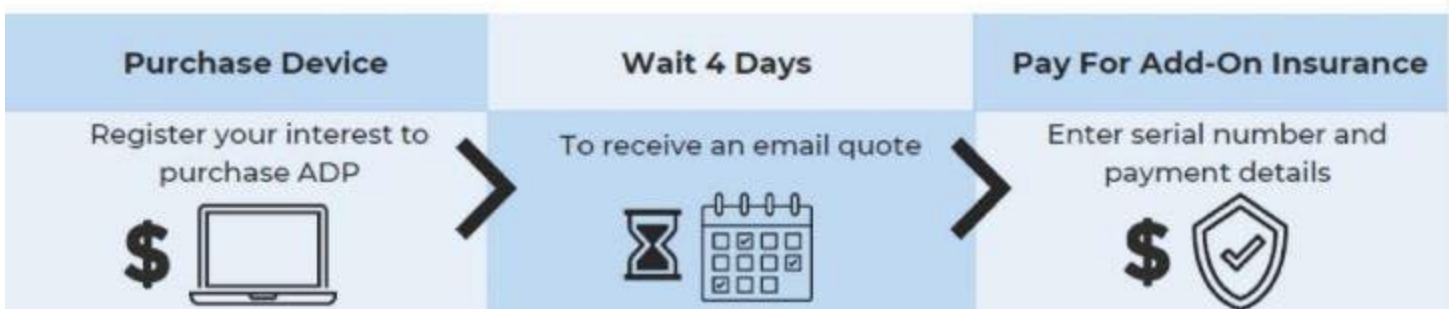 Purchase Device
Register your interest to
purchase ADP
$
Wait 4 Days
To receive an email quote
Pay For Add-On Insurance
Enter serial number and
payment details
$